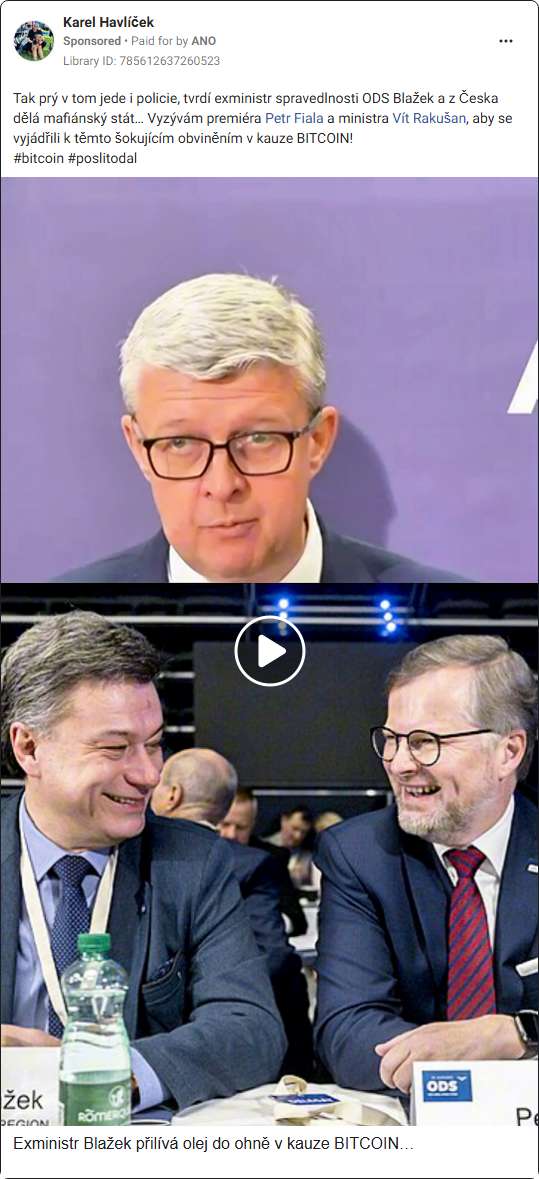 Karel Havlíček
Sponsored • Paid for by ANO
Library ID: 785612637260523
Tak prý v tom jede i policie, tvrdí exministr spravedlnosti ODS Blažek a z Česka
dělá mafiánský stát… Vyzývám premiéra Petr Fiala a ministra Vít Rakušan, aby se
vyjádřili k těmto šokujícím obviněním v kauze BITCOIN!
#bitcoin #poslitodal
žek
REGION
RÖMERQ
ODS
Pe
Exministr Blažek přilívá olej do ohně v kauze BITCOIN…